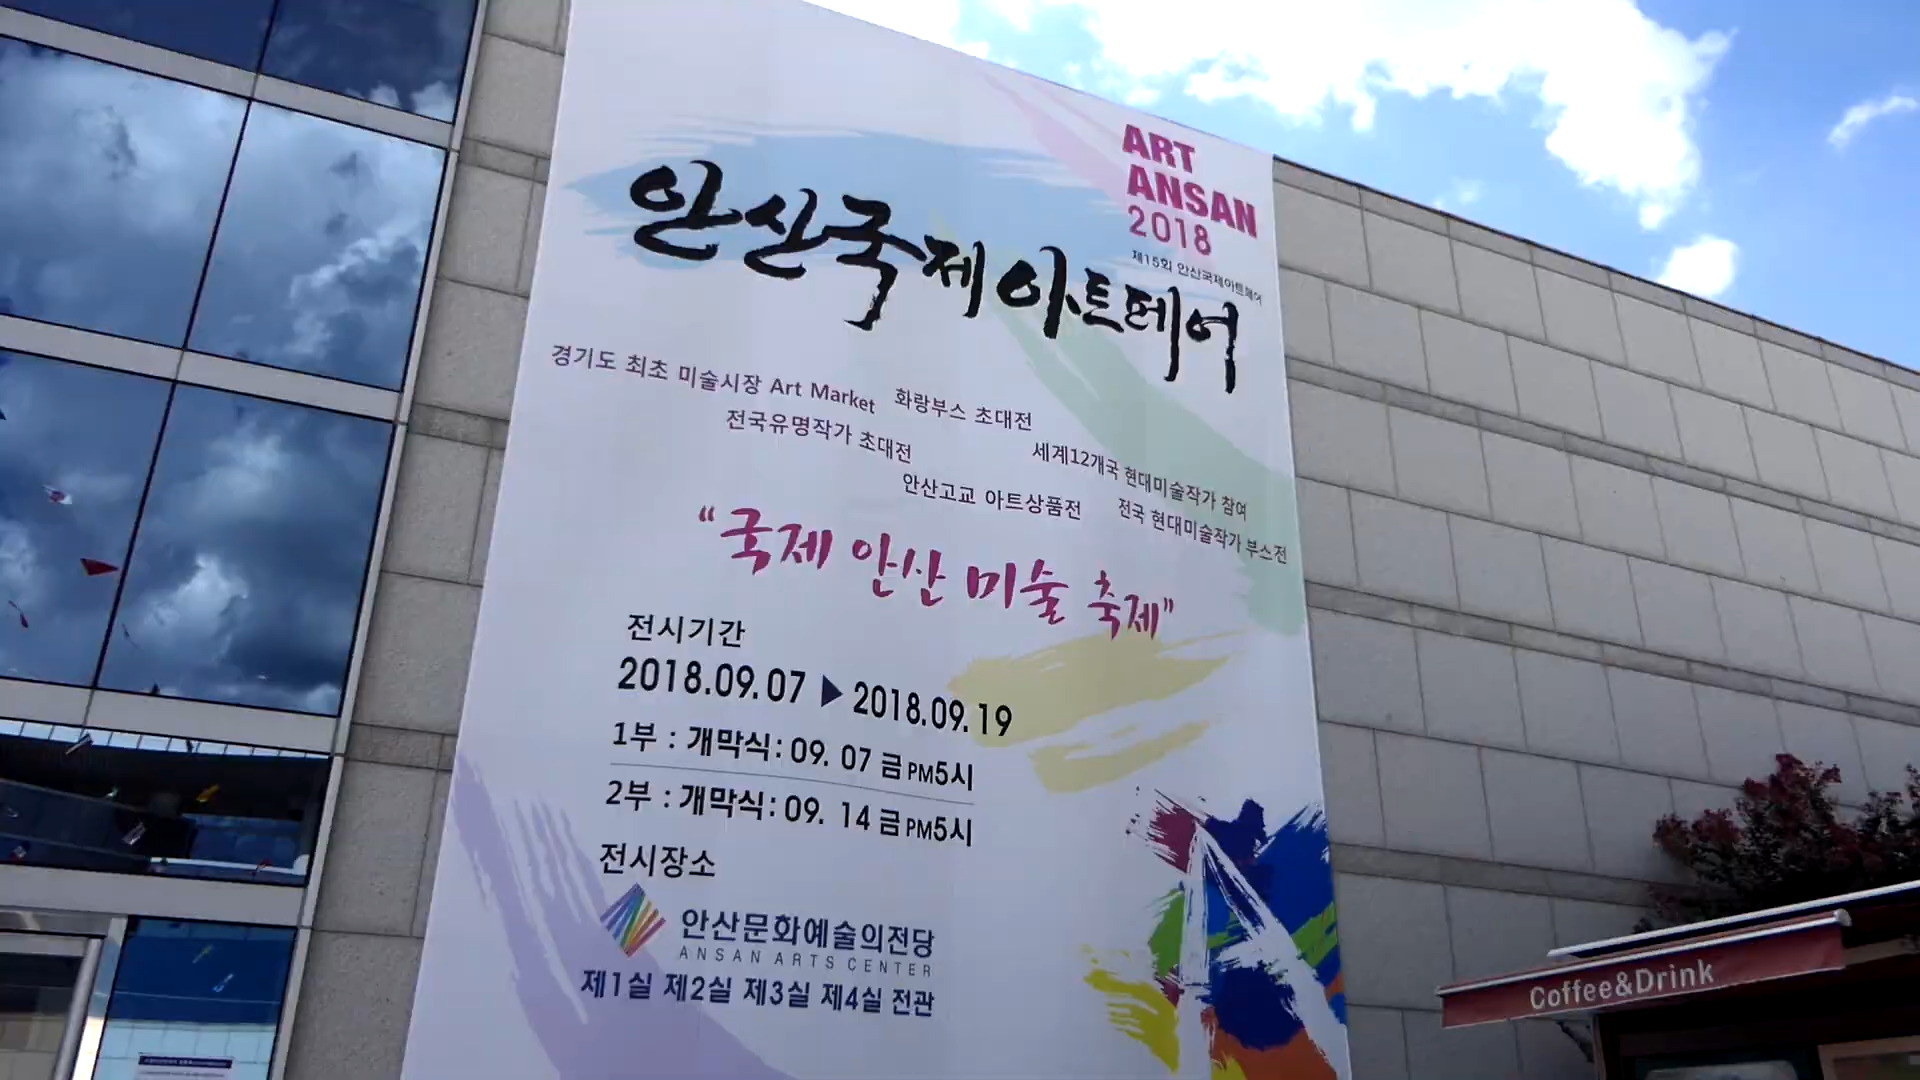 ART
ANSAN
2018
제15회 안산국제아트페어
안산국제아트페어
경기도 최초 미술시장 Art Market
화랑부스 초대전
전국유명작가 초대전
세계12개국 현대미술작가 참여
안산고교 아트상품전
전국 현대미술작가 부스전
“국제 안산 미술 축제”
전시기간
2018.09.07 ▶ 2018.09.19
1부 : 개막식: 09. 07 금 PM5시
2부 : 개막식: 09. 14 금 PM5시
전시장소
안산문화예술의전당
ANSAN ARTS CENTER
제1실 제2실 제3실 제4실 전관
Coffee&Drink